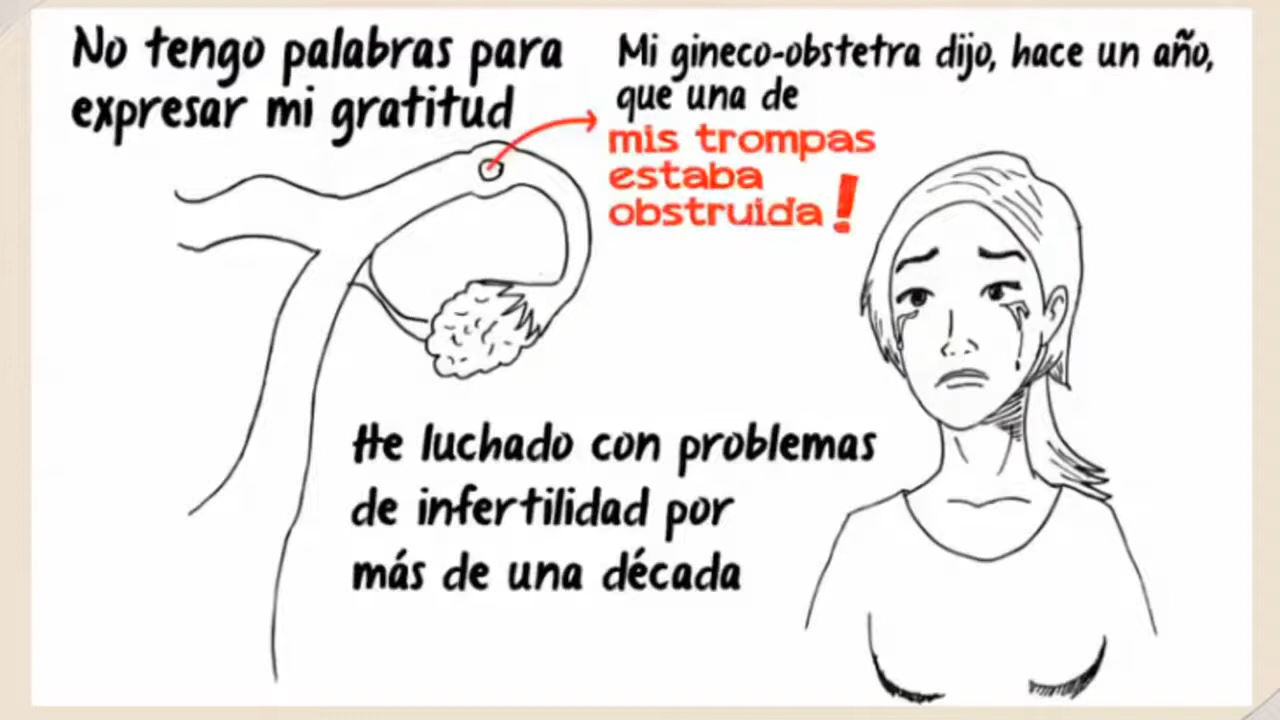 No tengo palabras para
expresar mi gratitud
Mi gineco-obstetra dijo, hace un año,
que una de
mis trompas
estaba
obstruida!
He luchado con problemas
de infertilidad por
más de una década